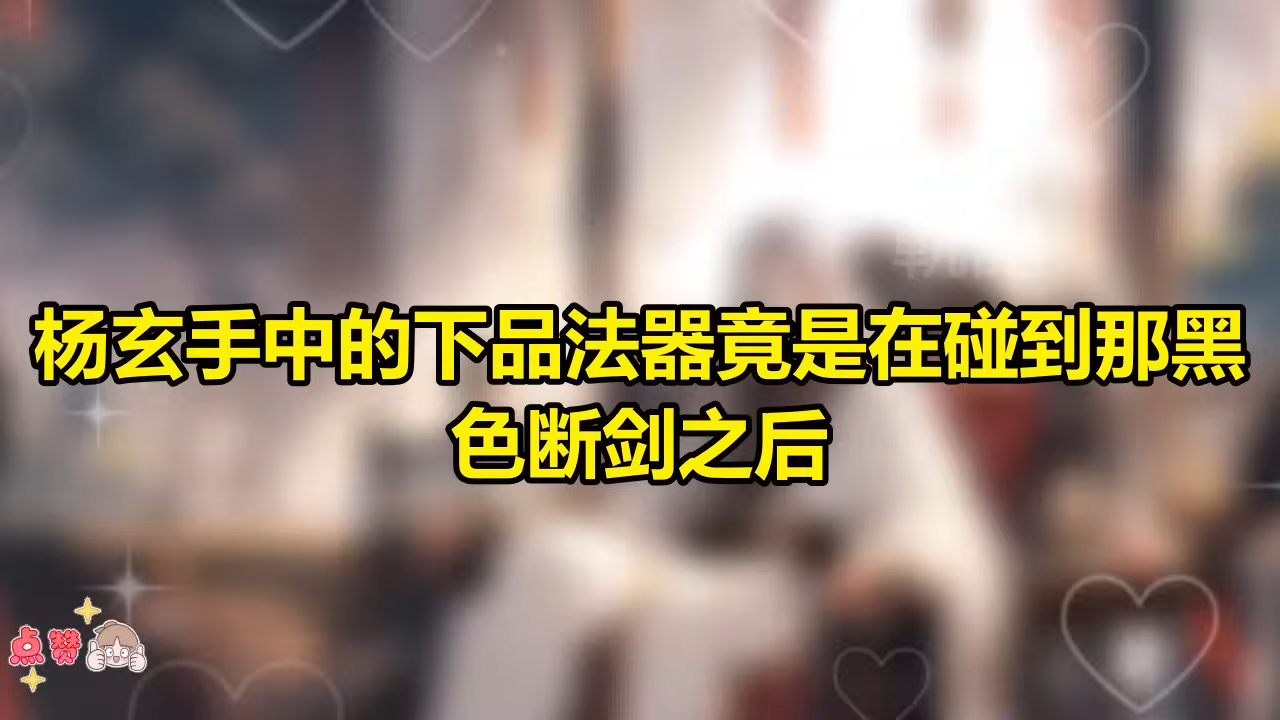 杨玄手中的下品法器竟是在碰到那黑
色断剑之后
点赞